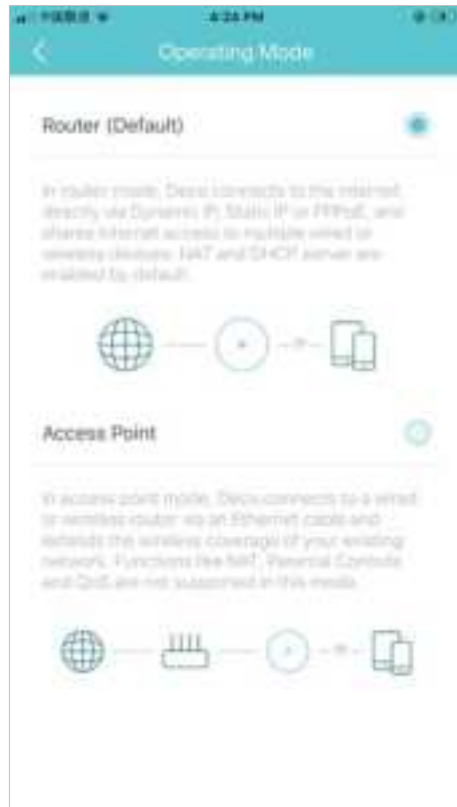 4:24 PM
Operating Mode
Router (Default)
In router mode, Deco connects to the internet
directly via Dynamic IP, Static IP or PPPoE, and
shares internet access to multiple wired or
wireless devices. NAT and DHCP server are
enabled by default.
Access Point
In access point mode, Deco connects to a wired
or wireless router via an Ethernet cable and
extends the wireless coverage of your existing
network. Functions like NAT, Parental Controls
and QoS are not supported in this mode.